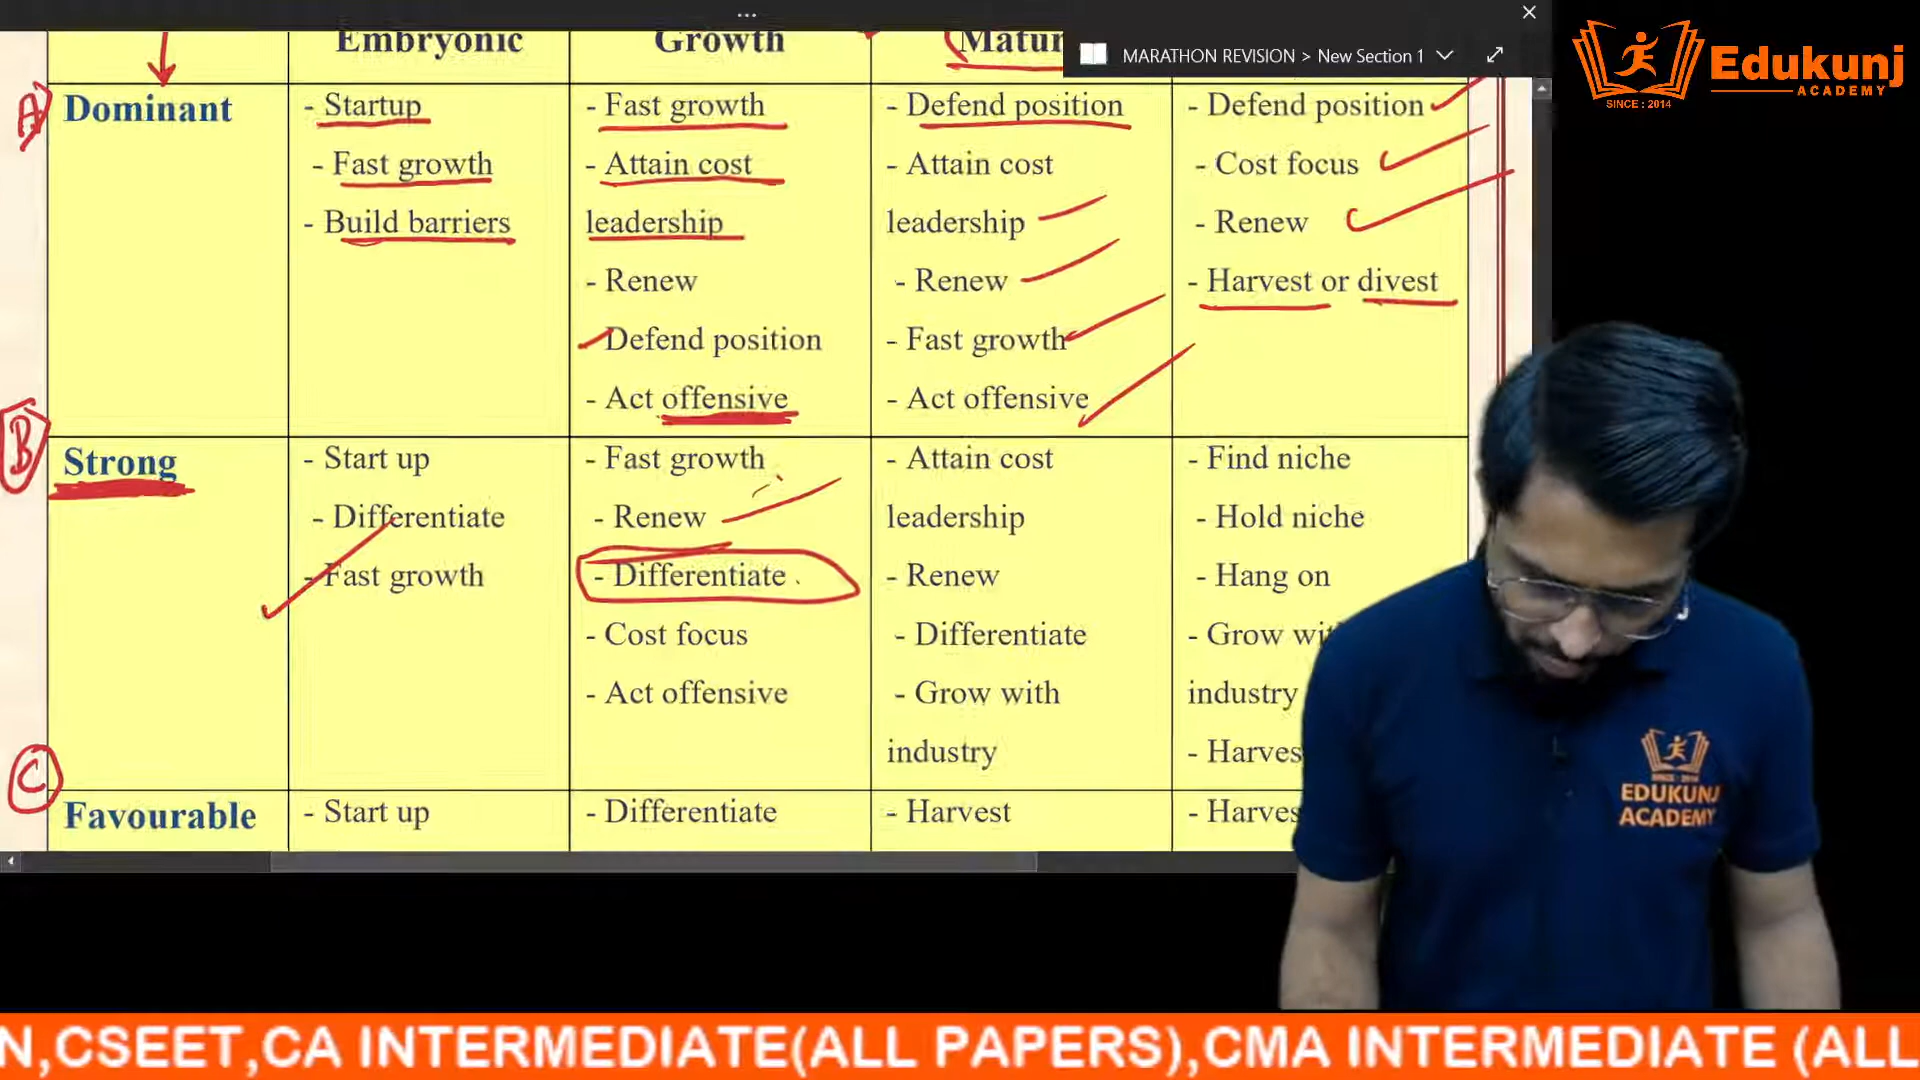 MARATHON REVISION > New Section 1
Edukunj
ACADEMY
SINCE : 2014
Embryonic
Growth
A
Dominant
- Startup
- Fast growth
- Build barriers
- Fast growth
- Attain cost
leadership
- Renew
- Defend position
- Act offensive
- Defend position
- Attain cost
leadership
- Renew
- Fast growth
- Act offensive
- Defend position
- Cost focus
- Renew
- Harvest or divest
B
Strong
- Start up
- Differentiate
- Fast growth
- Fast growth
- Renew
- Differentiate
- Cost focus
- Act offensive
- Attain cost
leadership
- Renew
- Differentiate
- Grow with
industry
- Find niche
- Hold niche
- Hang on
- Grow
industry
C
Favourable
- Start up
- Differentiate
- Harvest
EDUKUNJ
ACADEMY
N,CSEET,CA INTERMEDIATE(ALL PAPERS),CMA INTERMEDIATE (ALL